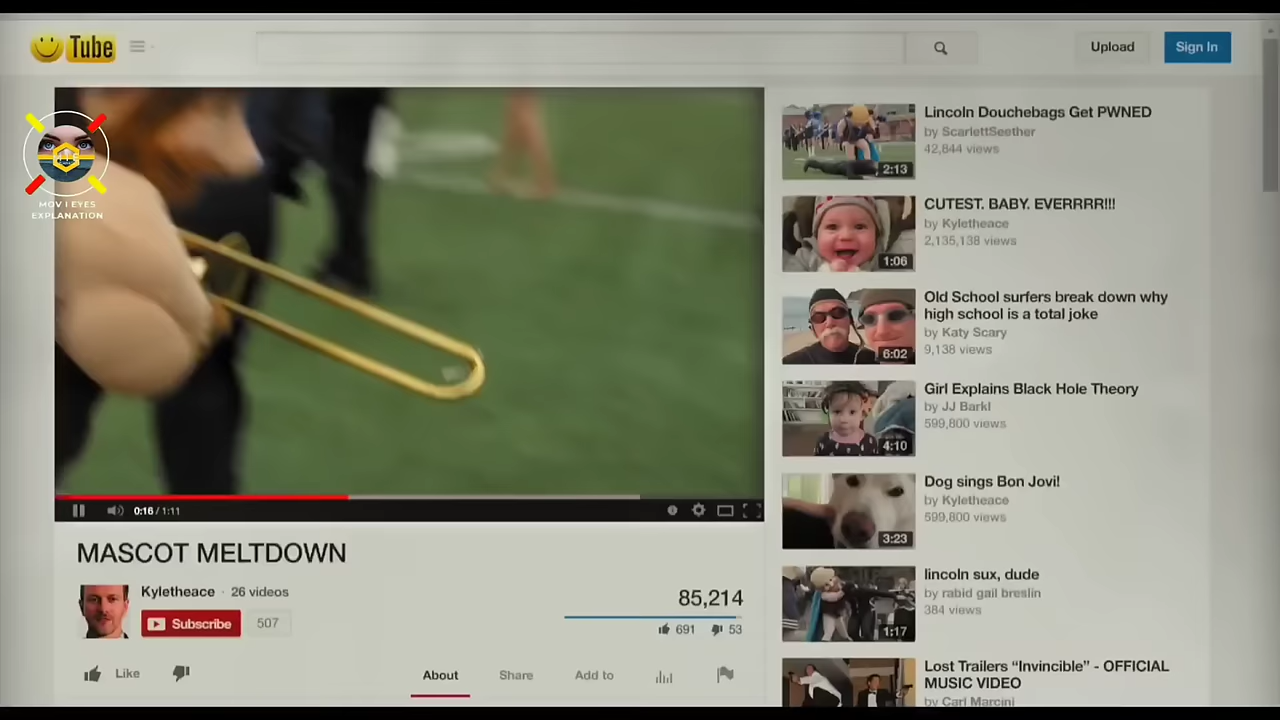 Tube
Upload
Sign In
MOV I EYES
EXPLANATION
0:16 / 1:11
MASCOT MELTDOWN
Kyletheace · 26 videos
Subscribe
507
85,214
691
53
Like
About
Share
Add to
2:13
Lincoln Douchebags Get PWNED
by ScarlettSeether
42,844 views
1:06
CUTEST. BABY. EVERRRR!!!
by Kyletheace
2,135,138 views
6:02
Old School surfers break down why
high school is a total joke
by Katy Scary
9,138 views
4:10
Girl Explains Black Hole Theory
by JJ Barkl
599,800 views
3:23
Dog sings Bon Jovi!
by Kyletheace
599,800 views
1:17
lincoln sux, dude
by rabid gail breslin
384 views
Lost Trailers “Invincible” - OFFICIAL
MUSIC VIDEO
by Carl Marcini